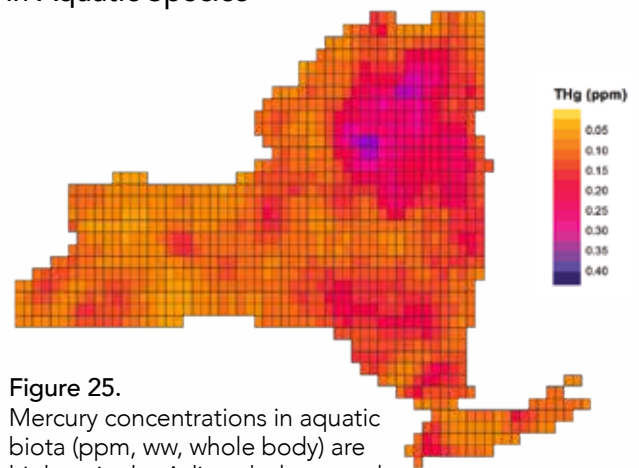 in Aquatic Species
THg (ppm)
0.05
0.10
0.15
0.20
0.25
0.30
0.35
0.40
Figure 25.
Mercury concentrations in aquatic
biota (ppm, ww, whole body) are